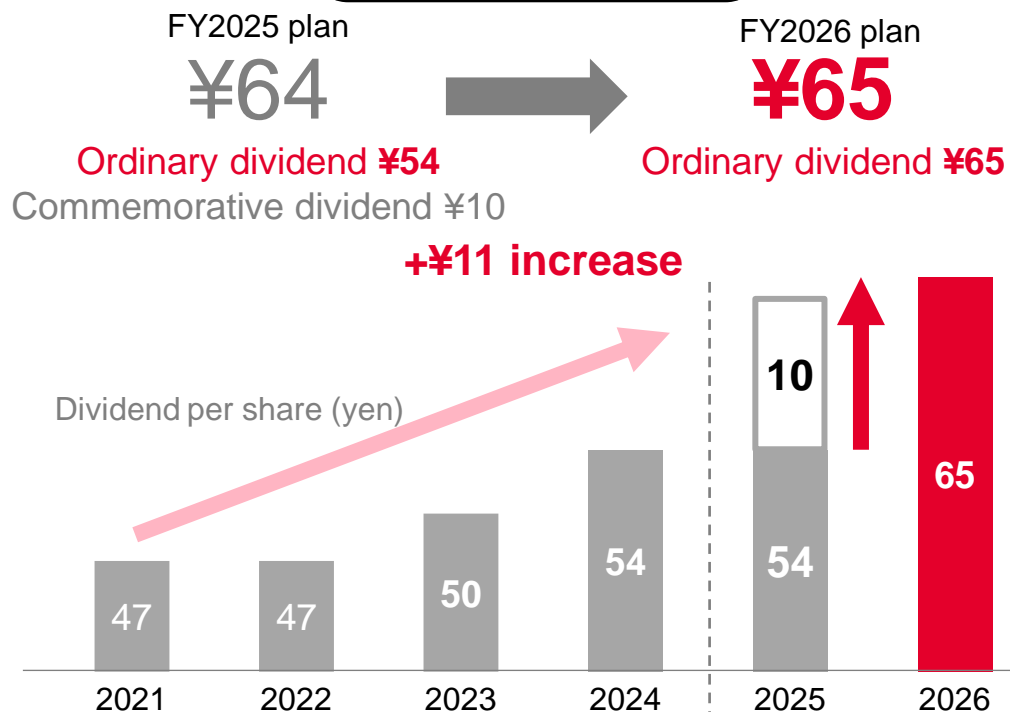 FY2025 plan
¥64
Ordinary dividend ¥54
Commemorative dividend ¥10
FY2026 plan
¥65
Ordinary dividend ¥65
+¥11 increase
Dividend per share (yen)
47
47
50
54
10
54
65
2021
2022
2023
2024
2025
2026